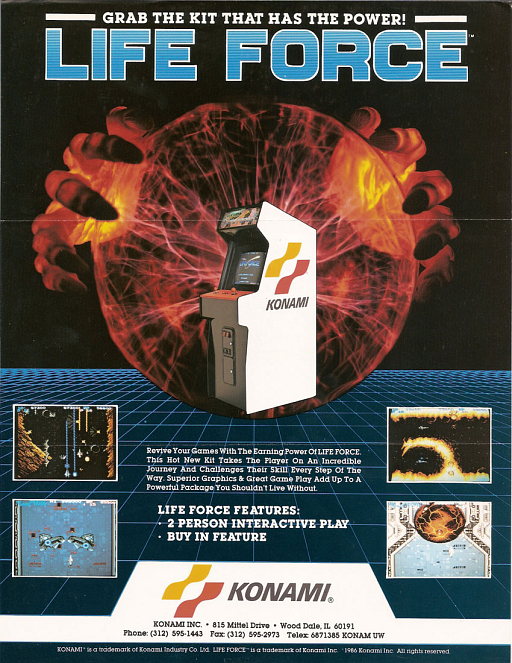 GRAB THE KIT THAT HAS THE POWER!
LIFE FORCE™
KONAMI
Revive Your Games With The Earning Power Of LIFE FORCE.
This Hot New Kit Takes The Player On An Incredible
Journey And Challenges Their Skill Every Step Of The
Way. Superior Graphics & Great Game Play Add Up To A
Powerful Package You Shouldn't Live Without.
LIFE FORCE FEATURES:
· 2 PERSON INTERACTIVE PLAY
· BUY IN FEATURE
KONAMI®
KONAMI INC. • 815 Mittel Drive • Wood Dale, IL 60191
Phone: (312) 595-1443 Fax: (312) 595-2973 Telex: 6871385 KONAM UW
KONAMI® is a trademark of Konami Industry Co. Ltd. LIFE FORCE™ is a trademark of Konami Inc. ©1986 Konami Inc. All rights reserved.